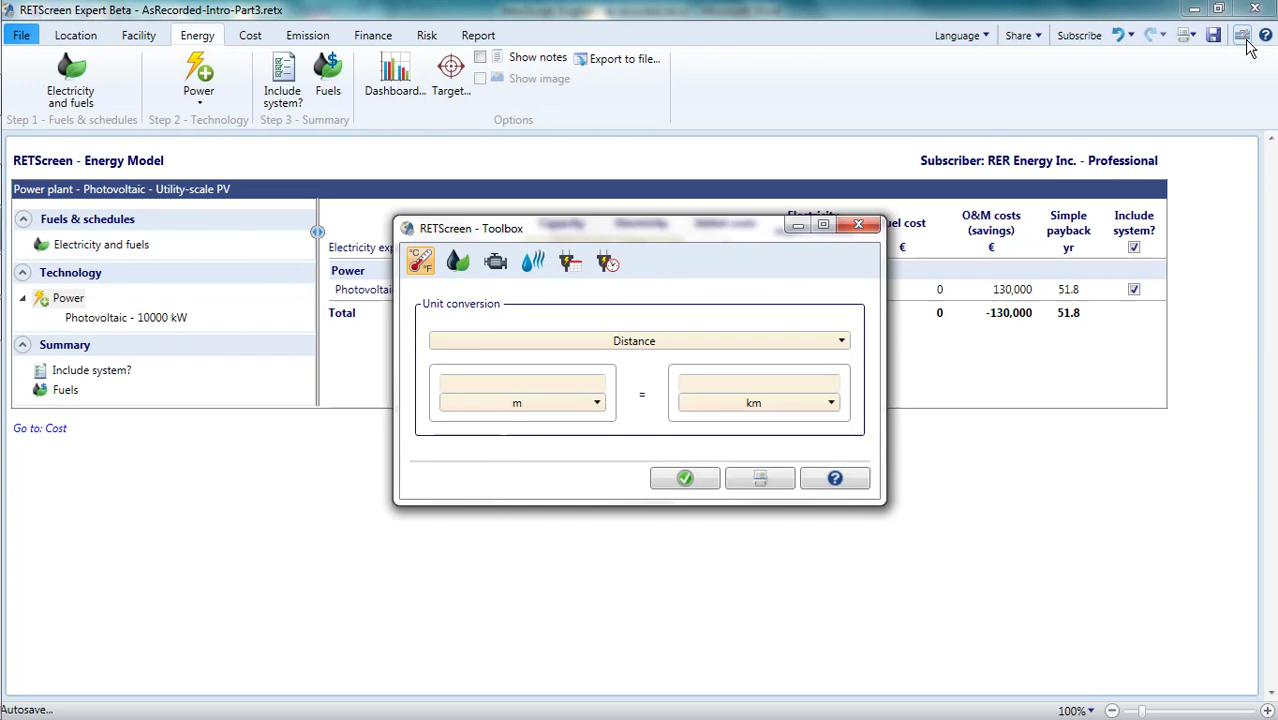 RETScreen Expert Beta - AsRecorded-Intro-Part3.retx
File Location Facility Energy Cost Emission Finance Risk Report Language Share Subscribe
Electricity and fuels
Power
Include system?
Fuels
Dashboard...
Target...
Show notes
Show image
Export to file...
Step 1 - Fuels & schedules Step 2 - Technology Step 3 - Summary Options
RETScreen - Energy Model Subscriber: RER Energy Inc. - Professional
Power plant - Photovoltaic - Utility-scale PV
Fuels & schedules
Electricity and fuels
Technology
Power
Photovoltaic - 10000 kW
Summary
Include system?
Fuels
Go to: Cost
cost
€
O&M costs
(savings)
€
Simple
payback
yr
Include
system?
Electricity
Power
0 130,000 51.8
Total 0 -130,000 51.8
RETScreen - Toolbox
°C
°F
Unit conversion
Distance
m = km
Autosave... 100%